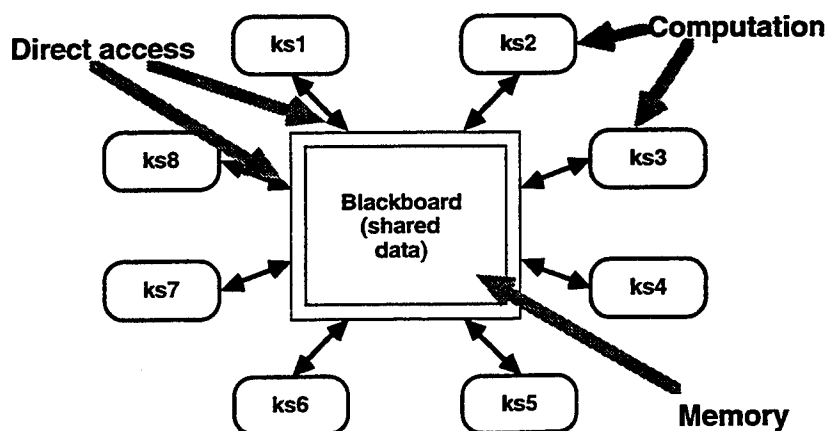 ks1
ks2
Computation
Direct access
ks8
ks3
Blackboard
(shared
data)
ks7
ks4
ks6
ks5
Memory